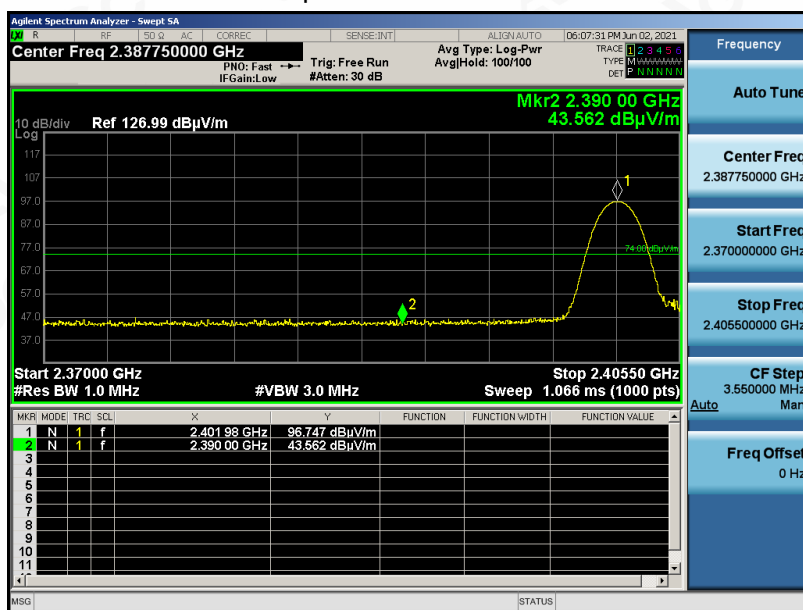 Agilent Spectrum Analyzer - Swept SA
LXI R RF 50 Ω AC CORREC SENSE:INT ALIGN AUTO 06:07:31 PM Jun 02, 2021
Center Freq 2.387750000 GHz
PNO: Fast
IFGain:Low
Trig: Free Run
#Atten: 30 dB
Avg Type: Log-Pwr
Avg|Hold: 100/100
TRACE 1 2 3 4 5 6
TYPE M
DET P N N N N N
Mkr2 2.390 00 GHz
43.562 dBµV/m
10 dB/div Ref 126.99 dBµV/m
Log
117
107
97.0
87.0
77.0
67.0
57.0
47.0
37.0
1
2
74.00 dBµV/m
Start 2.37000 GHz Stop 2.40550 GHz
#Res BW 1.0 MHz #VBW 3.0 MHz Sweep 1.066 ms (1000 pts)
MKR MODE TRC SCL X Y FUNCTION FUNCTION WIDTH FUNCTION VALUE
1 N 1 f 2.401 98 GHz 96.747 dBµV/m
2 N 1 f 2.390 00 GHz 43.562 dBµV/m
3
4
5
6
7
8
9
10
11
MSG STATUS
Frequency
Auto Tune
Center Freq
2.387750000 GHz
Start Freq
2.370000000 GHz
Stop Freq
2.405500000 GHz
CF Step
3.550000 MHz
Auto Man
Freq Offset
0 Hz